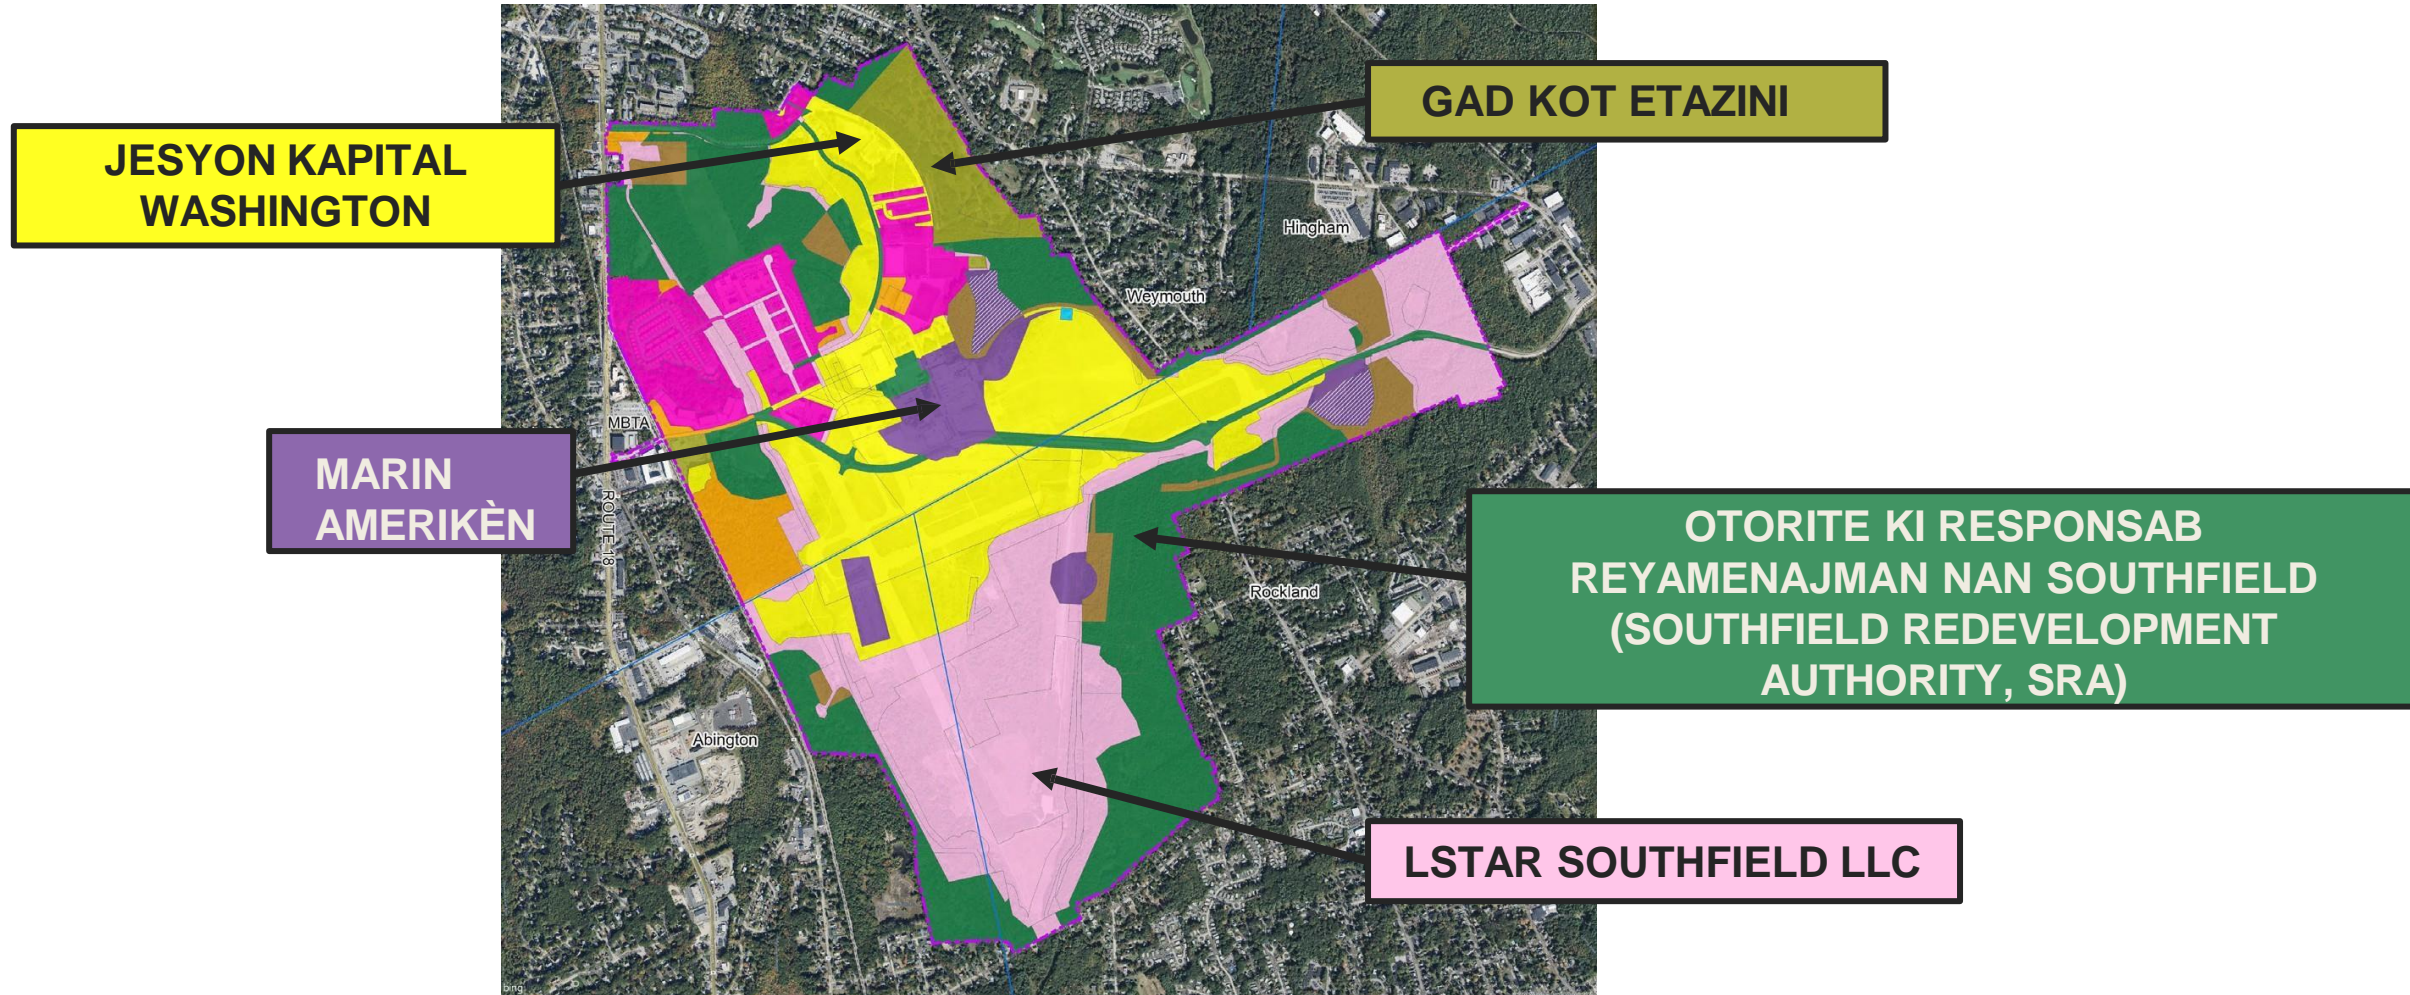 GAD KOT ETAZINI
JESYON KAPITAL
WASHINGTON
Hingham
Weymouth
MBTA
MARIN
AMERIKÈN
ROUTE 18
OTORITE KI RESPONSAB
REYAMENAJMAN NAN SOUTHFIELD
(SOUTHFIELD REDEVELOPMENT
AUTHORITY, SRA)
Rockland
Abington
LSTAR SOUTHFIELD LLC
bing